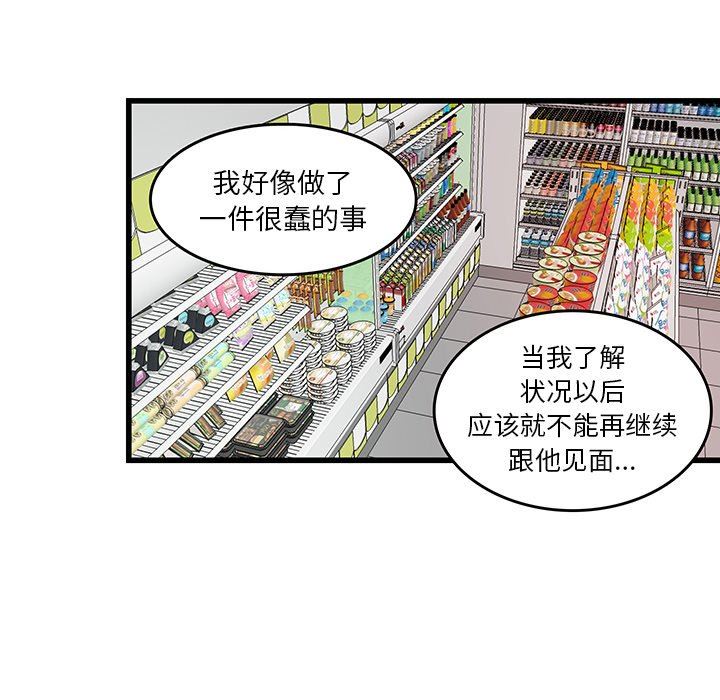 我好像做了
一件很蠢的事
当我了解
状况以后
应该就不能再继续
跟他见面...